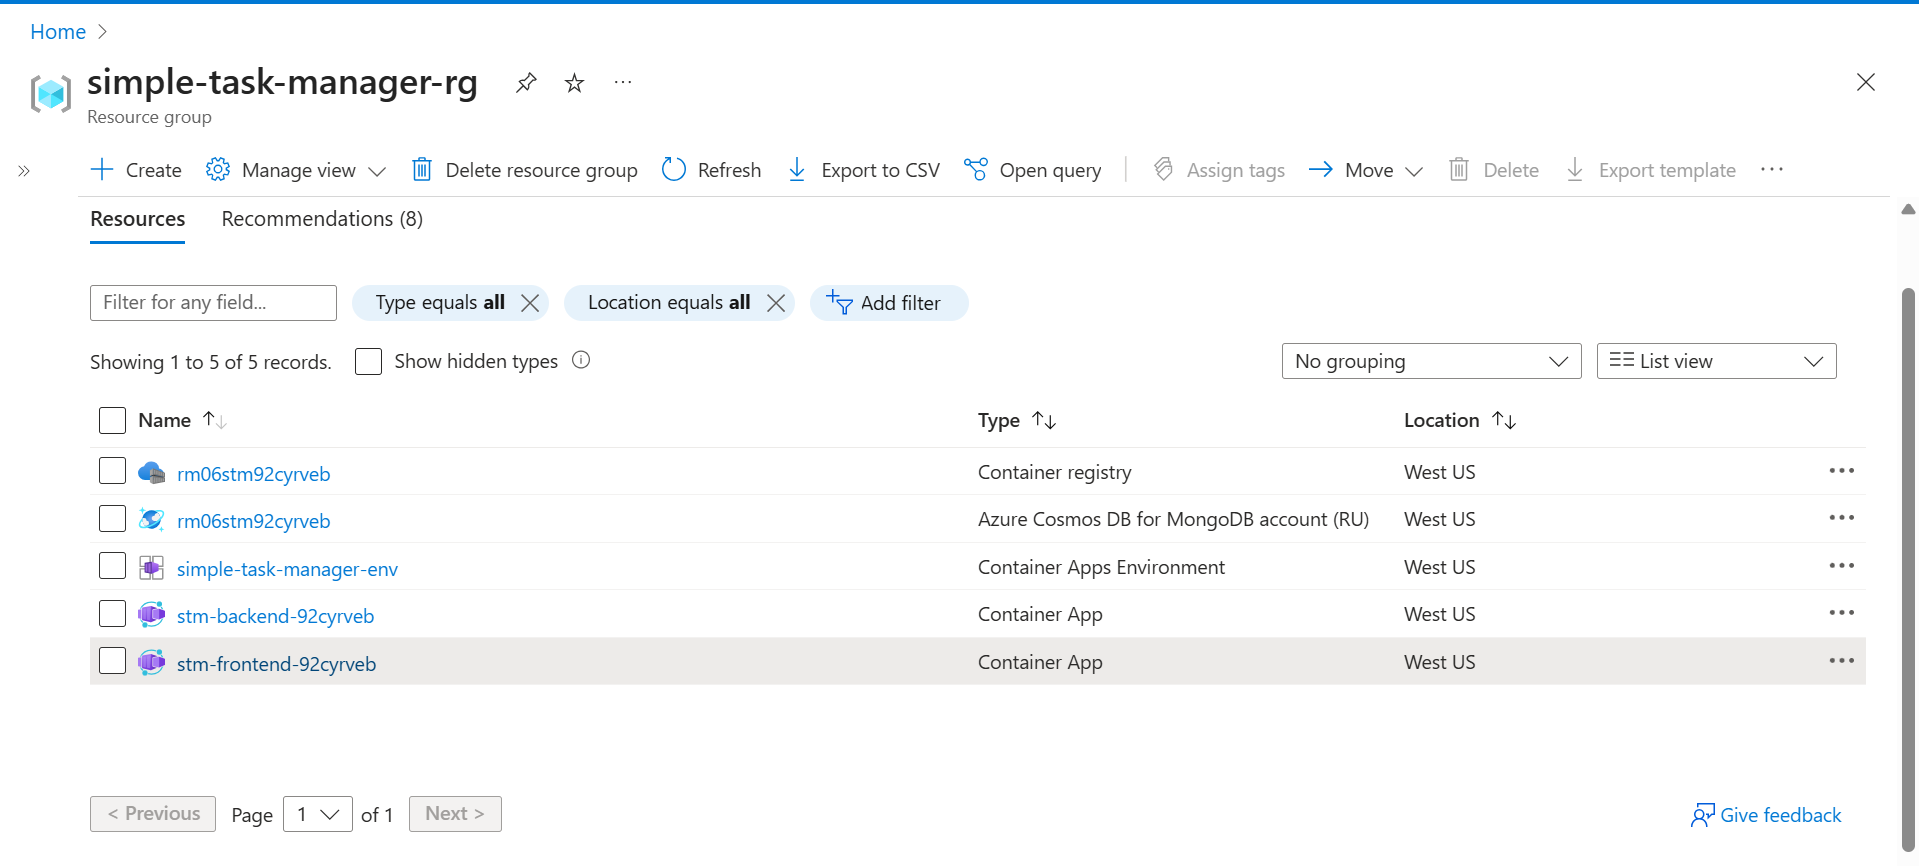 Home
simple-task-manager-rg
Resource group
Create Manage view Delete resource group Refresh Export to CSV Open query Assign tags Move Delete Export template
Resources Recommendations (8)
Filter for any field... Type equals all Location equals all Add filter
Showing 1 to 5 of 5 records. Show hidden types No grouping List view
Name Type Location
rm06stm92cyrveb Container registry West US
rm06stm92cyrveb Azure Cosmos DB for MongoDB account (RU) West US
simple-task-manager-env Container Apps Environment West US
stm-backend-92cyrveb Container App West US
stm-frontend-92cyrveb Container App West US
< Previous Page 1 of 1 Next > Give feedback